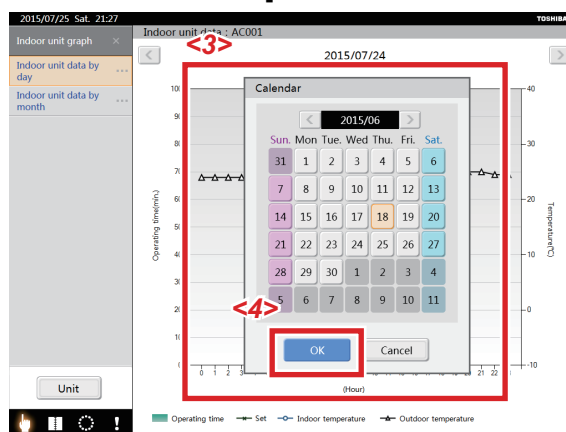 2015/07/25 Sat. 21:27
TOSHIBA
Indoor unit graph ×
Indoor unit data : AC001
<3>
Indoor unit data by day ...
Indoor unit data by month ...
< 2015/07/24 >
Calendar
< 2015/06 >
Sun. Mon Tue. Wed Thu. Fri. Sat.
31 1 2 3 4 5 6
7 8 9 10 11 12 13
14 15 16 17 18 19 20
21 22 23 24 25 26 27
28 29 30 1 2 3 4
5 6 7 8 9 10 11
<4>
OK Cancel
Operating time(min.)
40
30
20
10
0
-10
Temperature(℃)
0 1 2 3 21 22
(Hour)
Unit
Operating time Set Indoor temperature Outdoor temperature
!